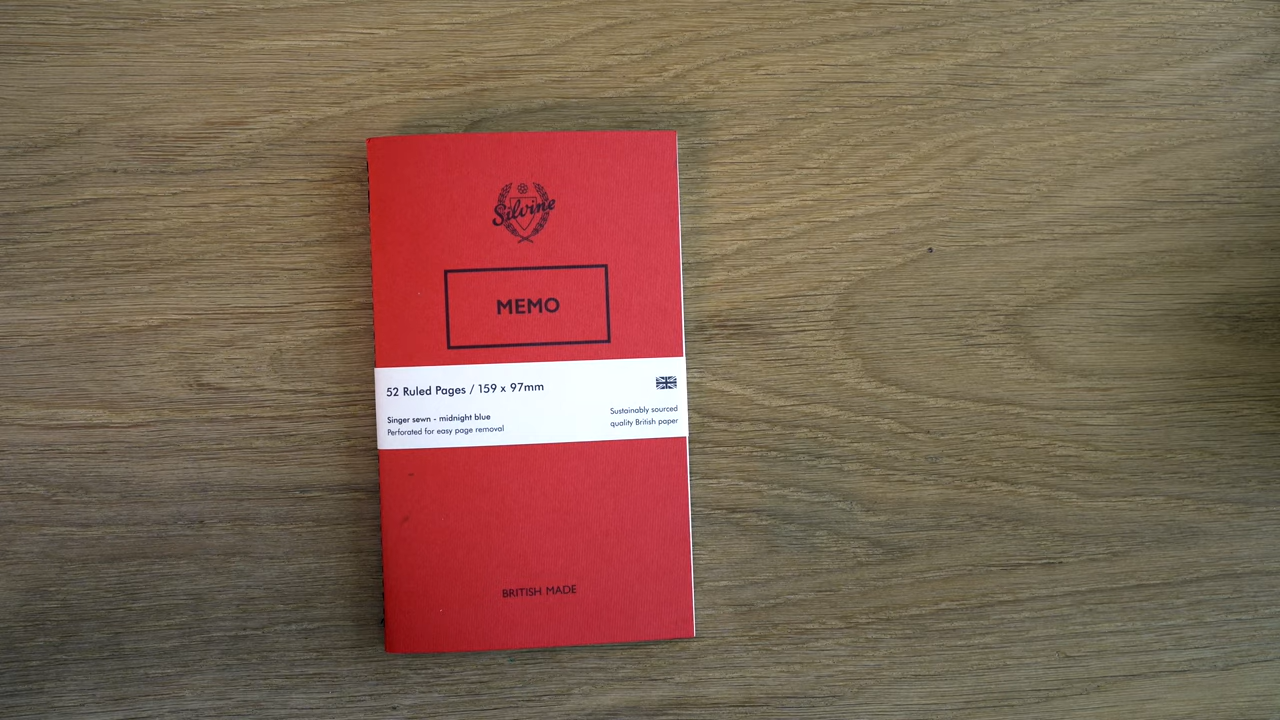 Silvine
MEMO
52 Ruled Pages / 159 x 97mm
Singer sewn - midnight blue
Perforated for easy page removal
Sustainably sourced
quality British paper
BRITISH MADE